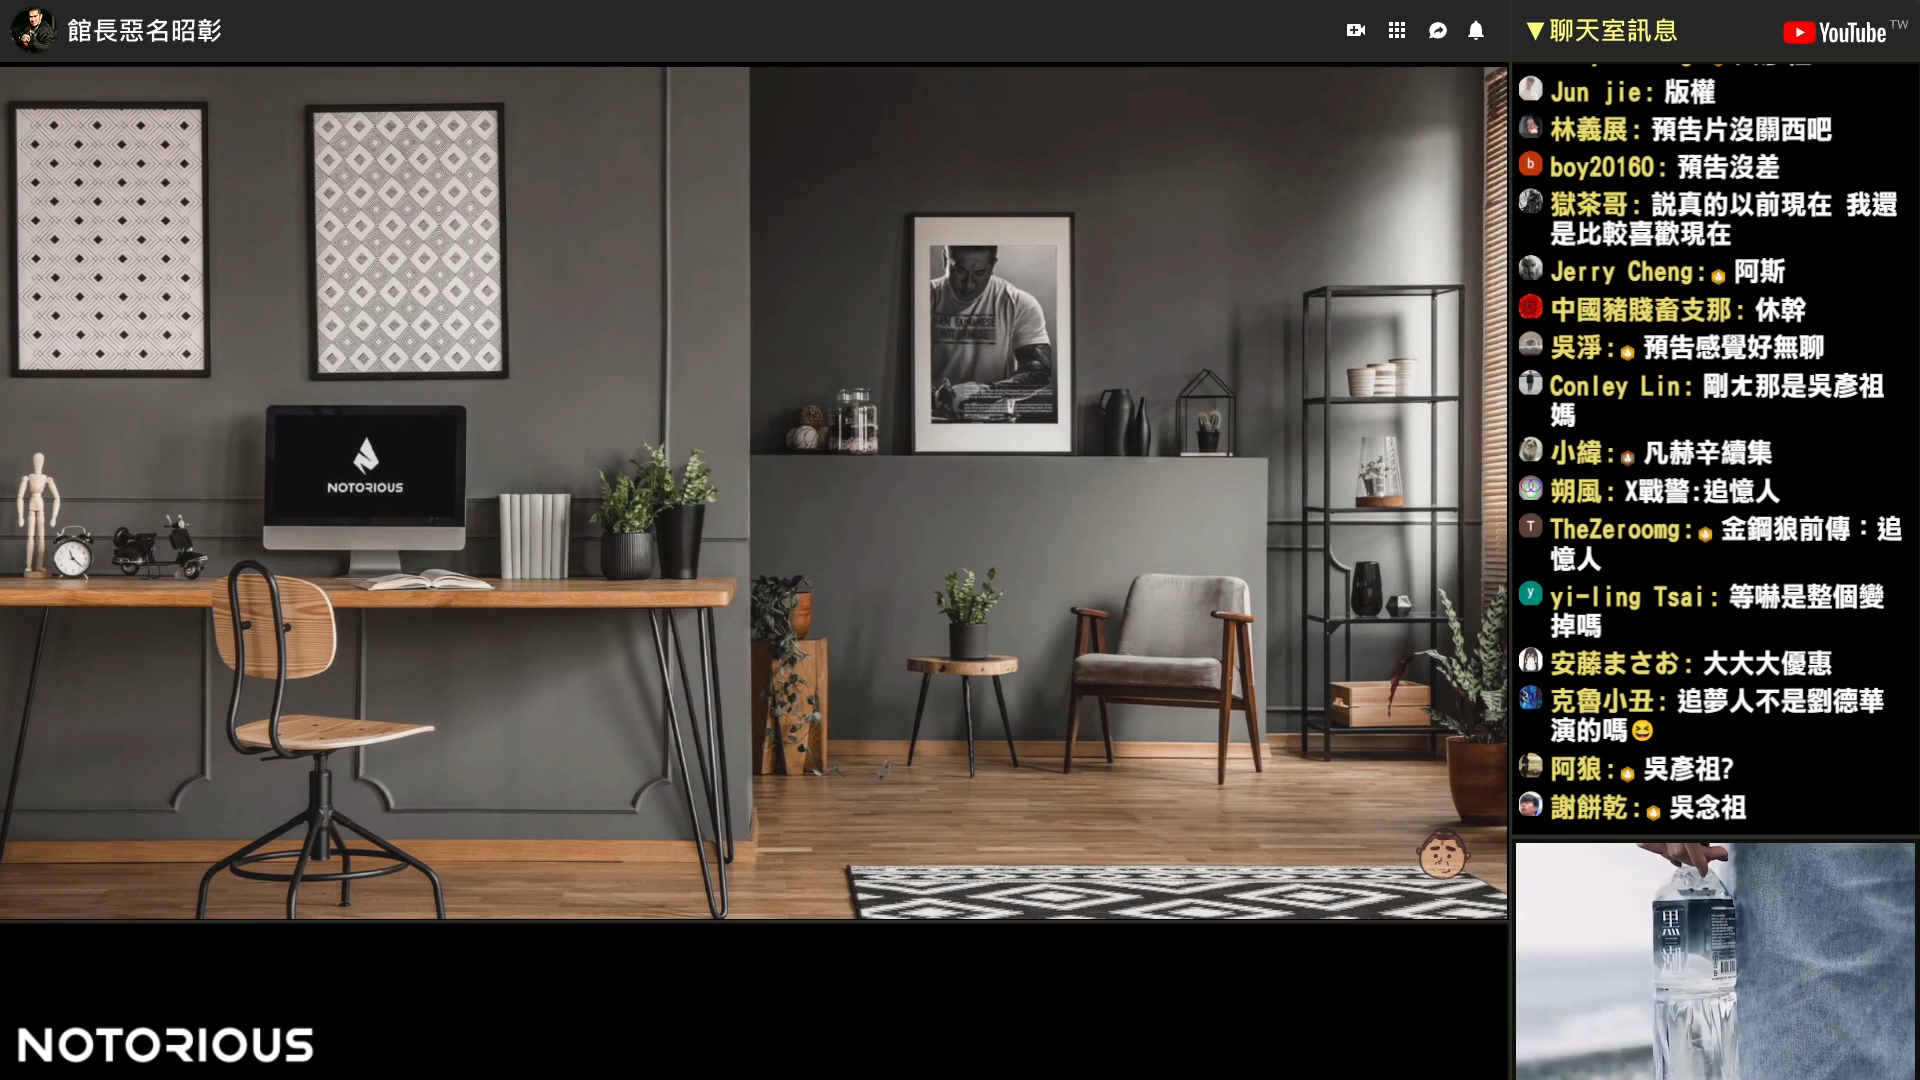 館長惡名昭彰
▼聊天室訊息
YouTube TW
Jun jie: 版權
林義展: 預告片沒關西吧
boy20160: 預告沒差
獄茶哥: 説真的以前現在 我還
是比較喜歡現在
Jerry Cheng: 阿斯
中國豬賤畜支那: 休幹
吳淨: 預告感覺好無聊
Conley Lin: 剛ㄤ那是吳彥祖
媽
小緯: 凡赫辛續集
朔風: X戰警:追憶人
TheZeroomg: 金鋼狼前傳：追
憶人
yi-ling Tsai: 等嚇是整個變
掉嗎
安藤まさお: 大大大優惠
克魯小丑: 追夢人不是劉德華
演的嗎😆
阿狼: 吳彥祖?
謝餅乾: 吳念祖
NOTORIOUS
黑潮
NOTORIOUS